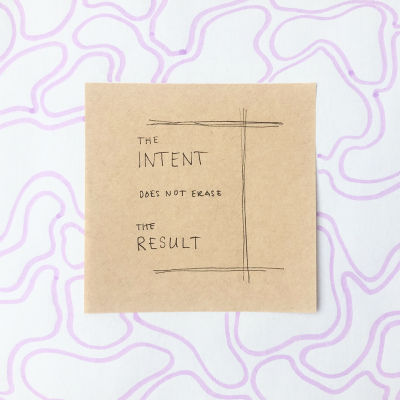 THE
INTENT
DOES NOT ERASE
THE
RESULT